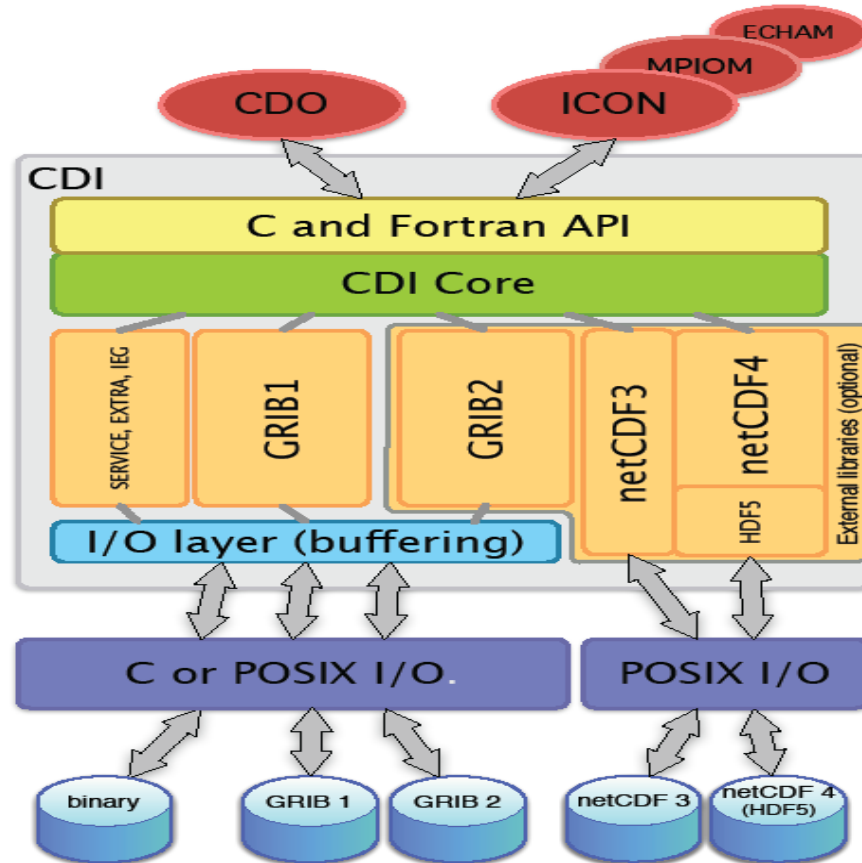 ECHAM
MPIOM
CDO
ICON
CDI
C and Fortran API
CDI Core
SERVICE, EXTRA, IEG
GRIB1
GRIB2
netCDF3
netCDF4
HDF5
External libraries (optional)
I/O layer (buffering)
C or POSIX I/O.
POSIX I/O
binary
GRIB 1
GRIB 2
netCDF 3
netCDF 4
(HDF5)